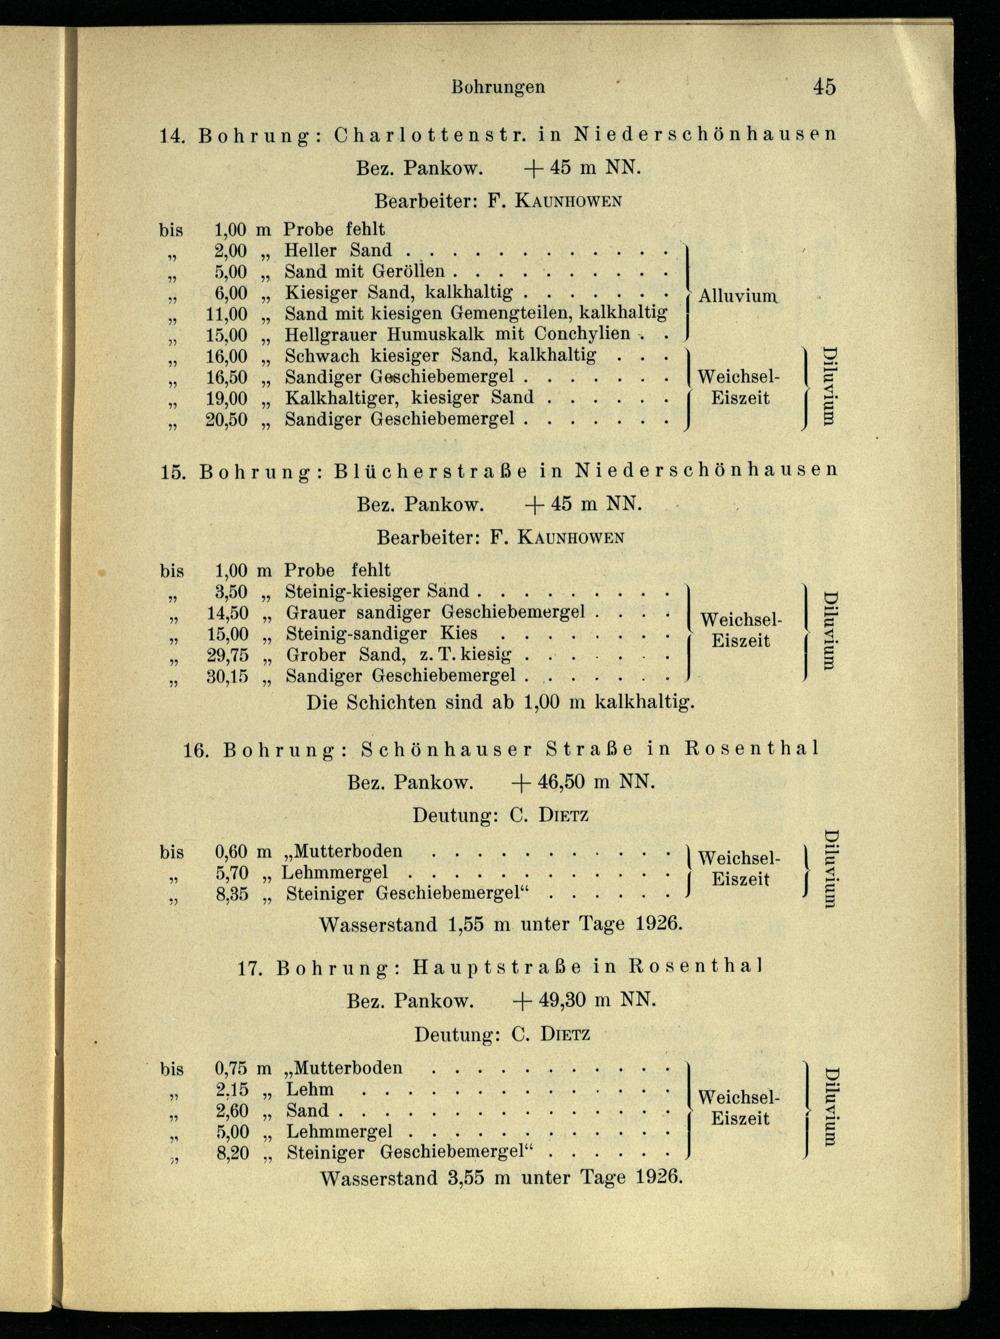 Bohrungen 45
14. Bohrung: Charlottenstr. in Niederschönhausen
Bez. Pankow. + 45 m NN.
Bearbeiter: F. KAUNHOWEN
bis 1,00 m Probe fehlt
„ 2,00 „ Heller Sand . . . . . . . . . . . .
„ 5,00 „ Sand mit Geröllen . . . . . . . . . .
„ 6,00 „ Kiesiger Sand, kalkhaltig . . . . . . . Alluvium
„ 11,00 „ Sand mit kiesigen Gemengteilen, kalkhaltig
„ 15,00 „ Hellgrauer Humuskalk mit Conchylien . . .
„ 16,00 „ Schwach kiesiger Sand, kalkhaltig . . .
„ 16,50 „ Sandiger Geschiebemergel . . . . . . . Weichsel-
„ 19,00 „ Kalkhaltiger, kiesiger Sand . . . . . . Eiszeit
„ 20,50 „ Sandiger Geschiebemergel . . . . . . .
Diluvium
15. Bohrung: Blücherstraße in Niederschönhausen
Bez. Pankow. + 45 m NN.
Bearbeiter: F. KAUNHOWEN
bis 1,00 m Probe fehlt
„ 3,50 „ Steinig-kiesiger Sand . . . . . . . . .
„ 14,50 „ Grauer sandiger Geschiebemergel . . . . Weichsel-
„ 15,00 „ Steinig-sandiger Kies . . . . . . . . Eiszeit
„ 29,75 „ Grober Sand, z. T. kiesig . . . . . . .
„ 30,15 „ Sandiger Geschiebemergel . . . . . . .
Diluvium
Die Schichten sind ab 1,00 m kalkhaltig.
16. Bohrung: Schönhauser Straße in Rosenthal
Bez. Pankow. + 46,50 m NN.
Deutung: C. DIETZ
bis 0,60 m „Mutterboden . . . . . . . . . . . Weichsel-
„ 5,70 „ Lehmmergel . . . . . . . . . . . . Eiszeit
„ 8,35 „ Steiniger Geschiebemergel“ . . . . . .
Diluvium
Wasserstand 1,55 m unter Tage 1926.
17. Bohrung: Hauptstraße in Rosenthal
Bez. Pankow. + 49,30 m NN.
Deutung: C. DIETZ
bis 0,75 m „Mutterboden . . . . . . . . . . .
„ 2,15 „ Lehm . . . . . . . . . . . . . . Weichsel-
„ 2,60 „ Sand . . . . . . . . . . . . . . . Eiszeit
„ 5,00 „ Lehmmergel . . . . . . . . . . . .
„ 8,20 „ Steiniger Geschiebemergel“ . . . . . .
Diluvium
Wasserstand 3,55 m unter Tage 1926.